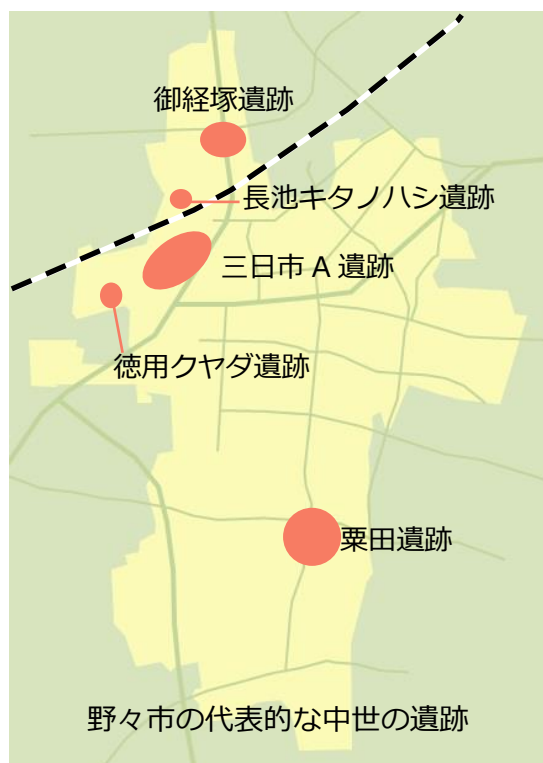 御経塚遺跡
長池キタノハシ遺跡
三日市 A 遺跡
徳用クヤダ遺跡
粟田遺跡
野々市の代表的な中世の遺跡